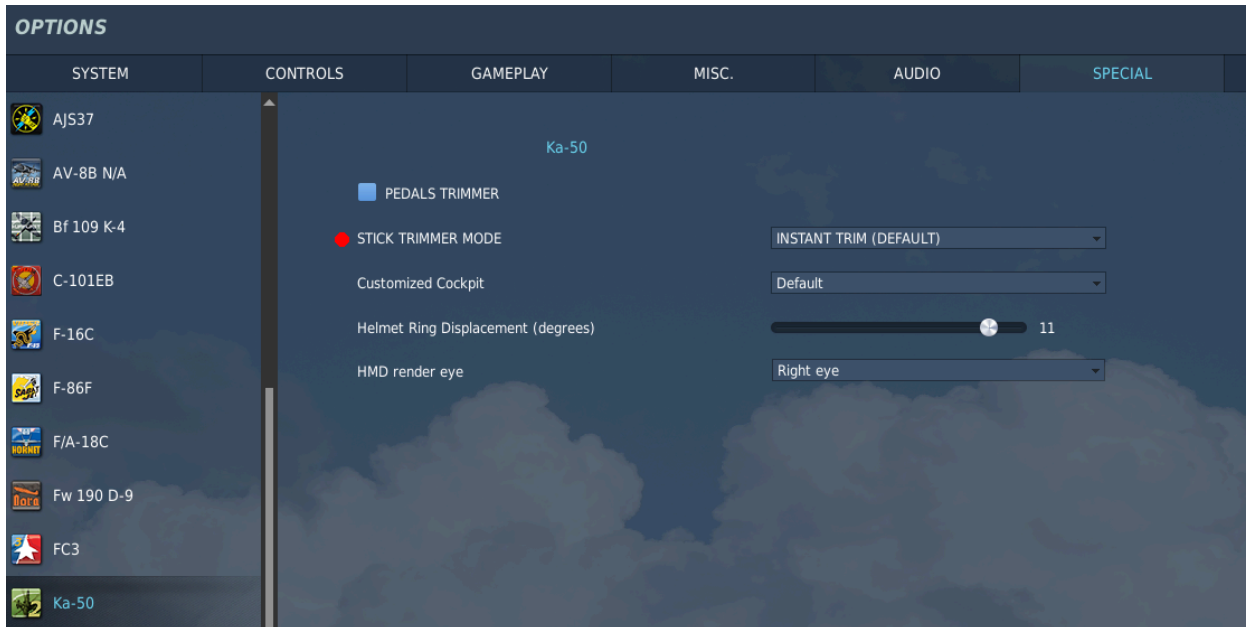 OPTIONS
SYSTEM CONTROLS GAMEPLAY MISC. AUDIO SPECIAL
AJS37
AV-8B N/A
Bf 109 K-4
C-101EB
F-16C
F-86F
F/A-18C
Fw 190 D-9
FC3
Ka-50
Ka-50
PEDALS TRIMMER
STICK TRIMMER MODE INSTANT TRIM (DEFAULT)
Customized Cockpit Default
Helmet Ring Displacement (degrees) 11
HMD render eye Right eye